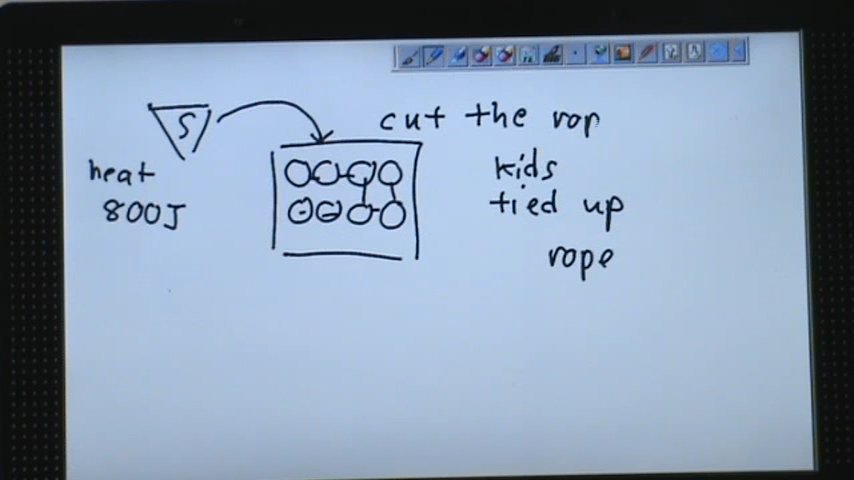 S
cut the rop
heat
800J
kids
tied up
rope